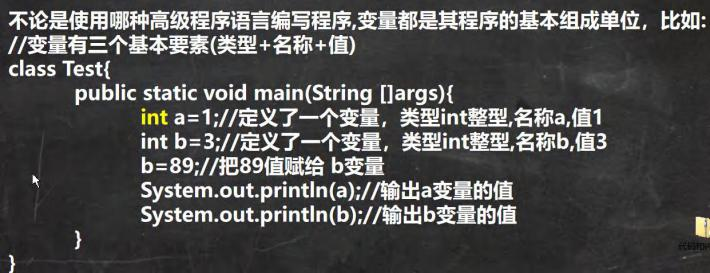 不论是使用哪种高级程序语言编写程序,变量都是其程序的基本组成单位，比如:
//变量有三个基本要素(类型+名称+值)
class Test{
public static void main(String []args){
int a=1;//定义了一个变量，类型int整型,名称a,值1
int b=3;//定义了一个变量，类型int整型,名称b,值3
b=89;//把89值赋给 b变量
System.out.println(a);//输出a变量的值
System.out.println(b);//输出b变量的值
}
}